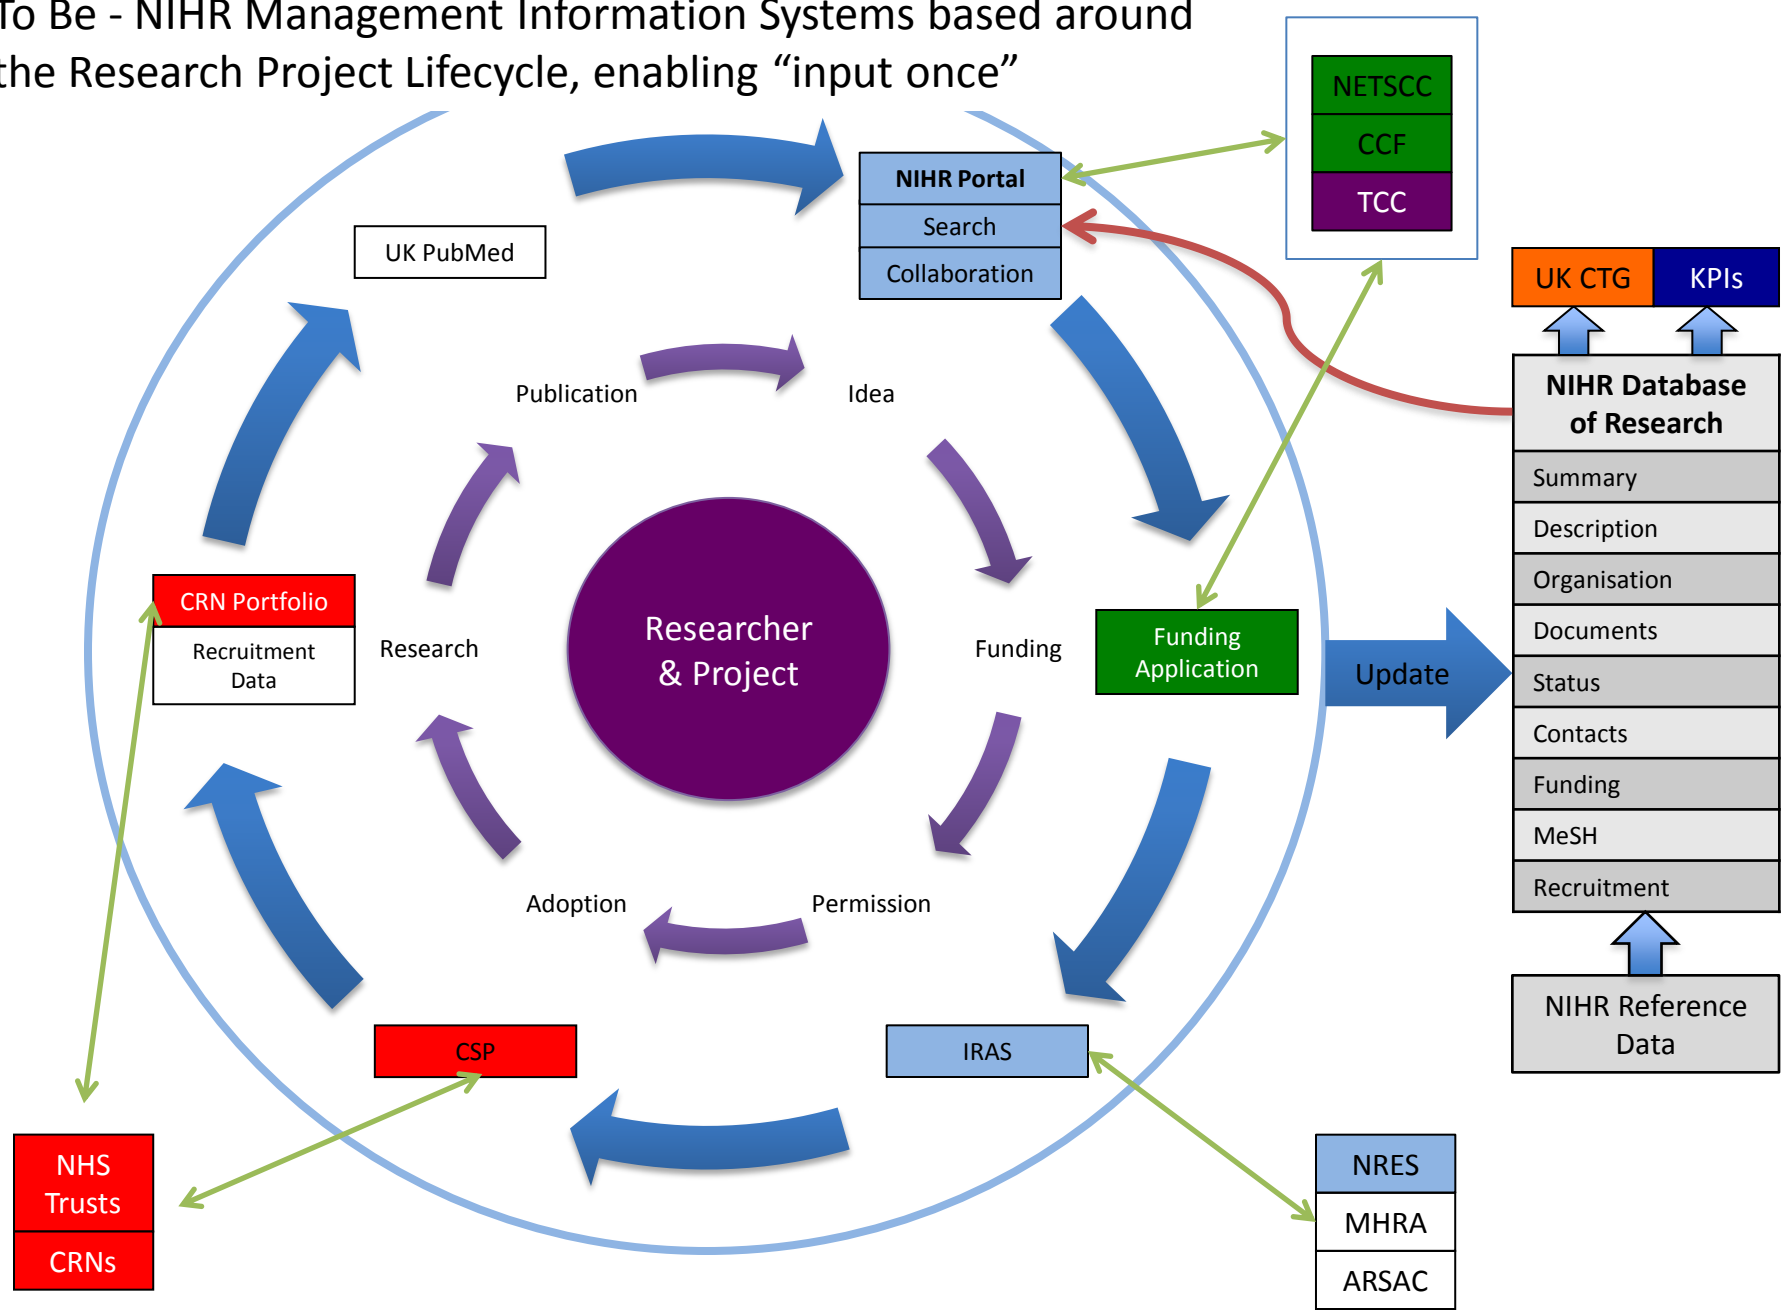 To Be - NIHR Management Information Systems based around
the Research Project Lifecycle, enabling “input once”
NETSCC
CCF
TCC
NIHR Portal
Search
Collaboration
UK PubMed
UK CTG
KPIs
NIHR Database
of Research
Summary
Description
Organisation
Documents
Status
Contacts
Funding
MeSH
Recruitment
NIHR Reference
Data
Publication
Idea
CRN Portfolio
Recruitment
Data
Research
Researcher
& Project
Funding
Funding
Application
Update
Adoption
Permission
CSP
IRAS
NHS
Trusts
CRNs
NRES
MHRA
ARSAC